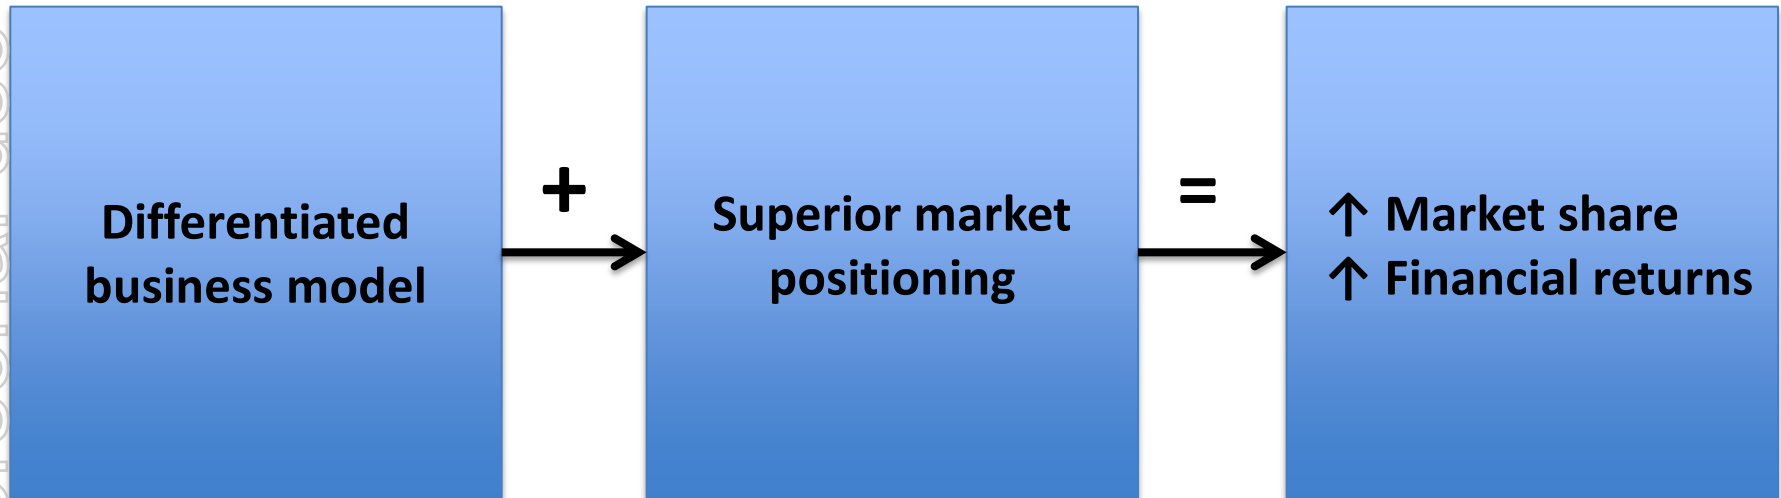 Differentiated
business model
+
Superior market
positioning
=
↑ Market share
↑ Financial returns